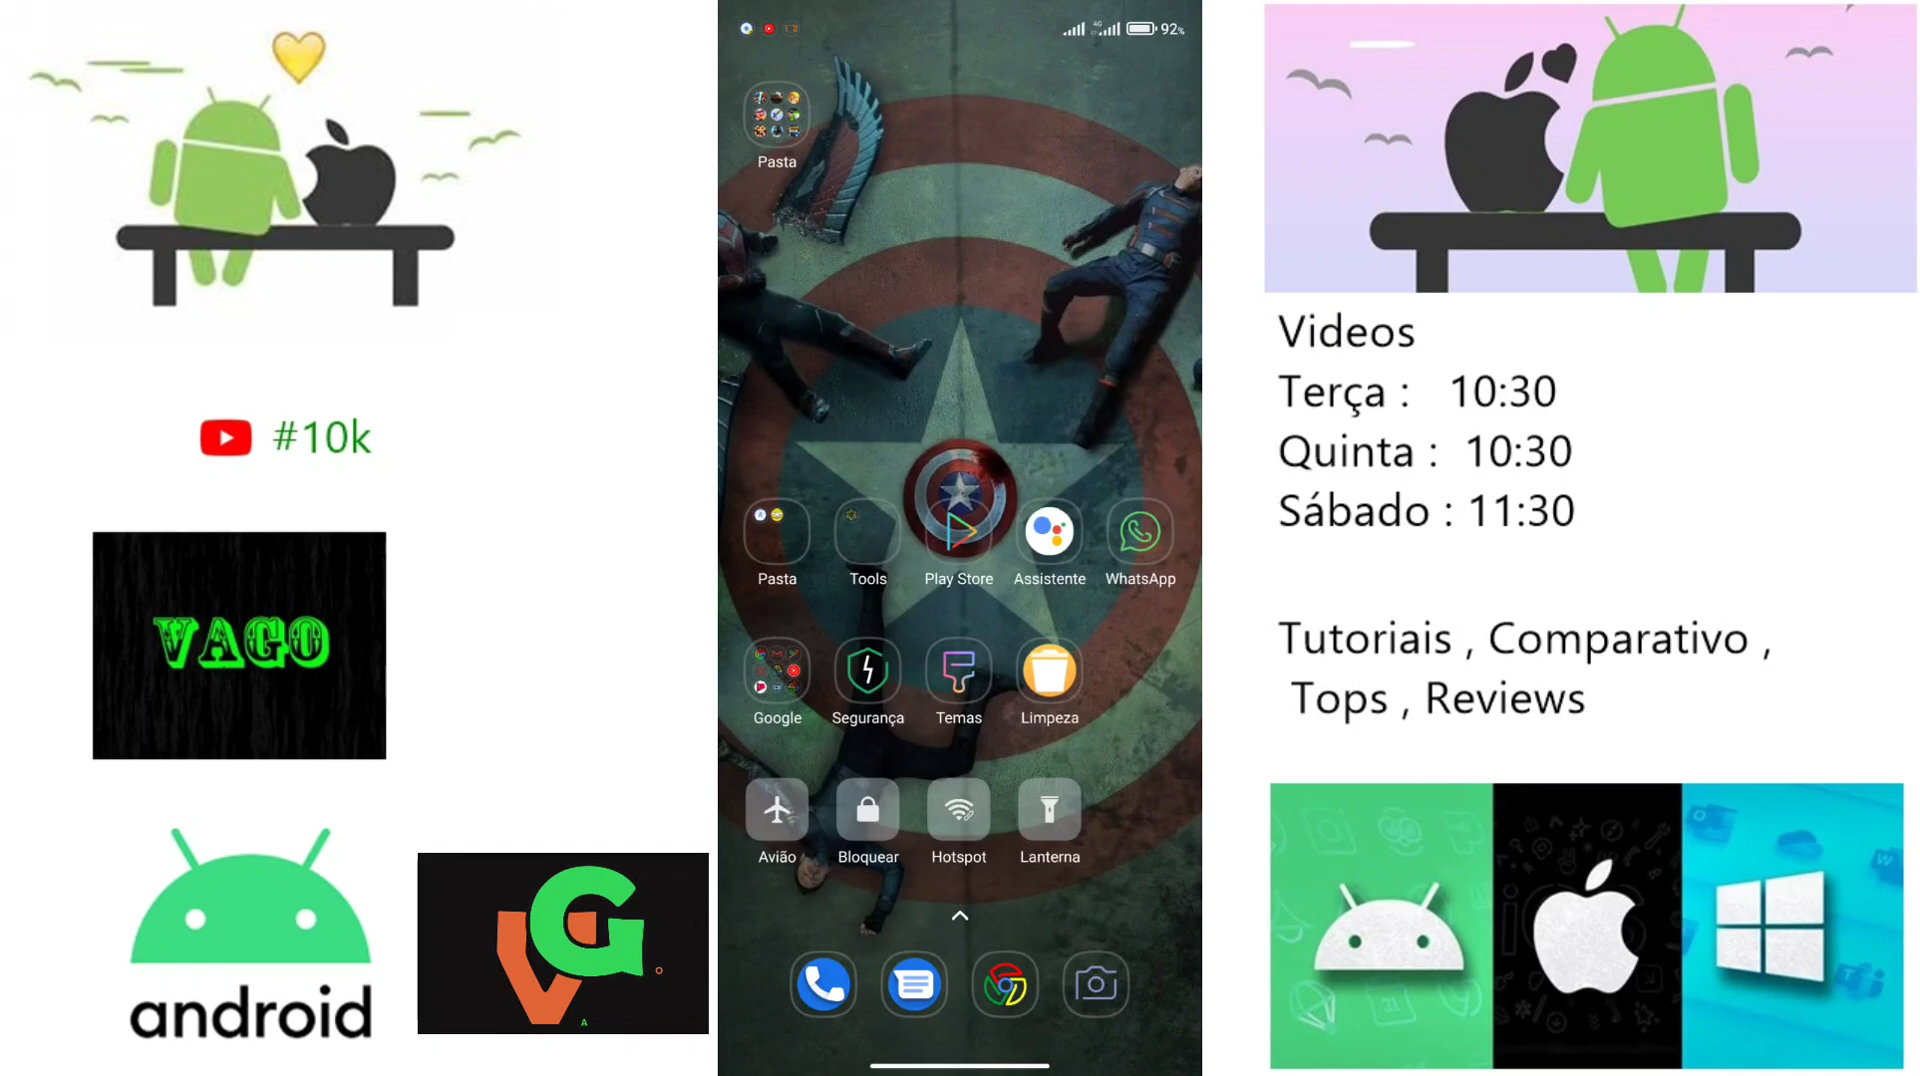 #10k
VAGO
android
G
V
A
O
4G
92%
Pasta
Pasta
Tools
Play Store
Assistente
WhatsApp
Google
Segurança
Temas
Limpeza
Avião
Bloquear
Hotspot
Lanterna
Videos
Terça : 10:30
Quinta : 10:30
Sábado : 11:30
Tutoriais , Comparativo ,
Tops , Reviews